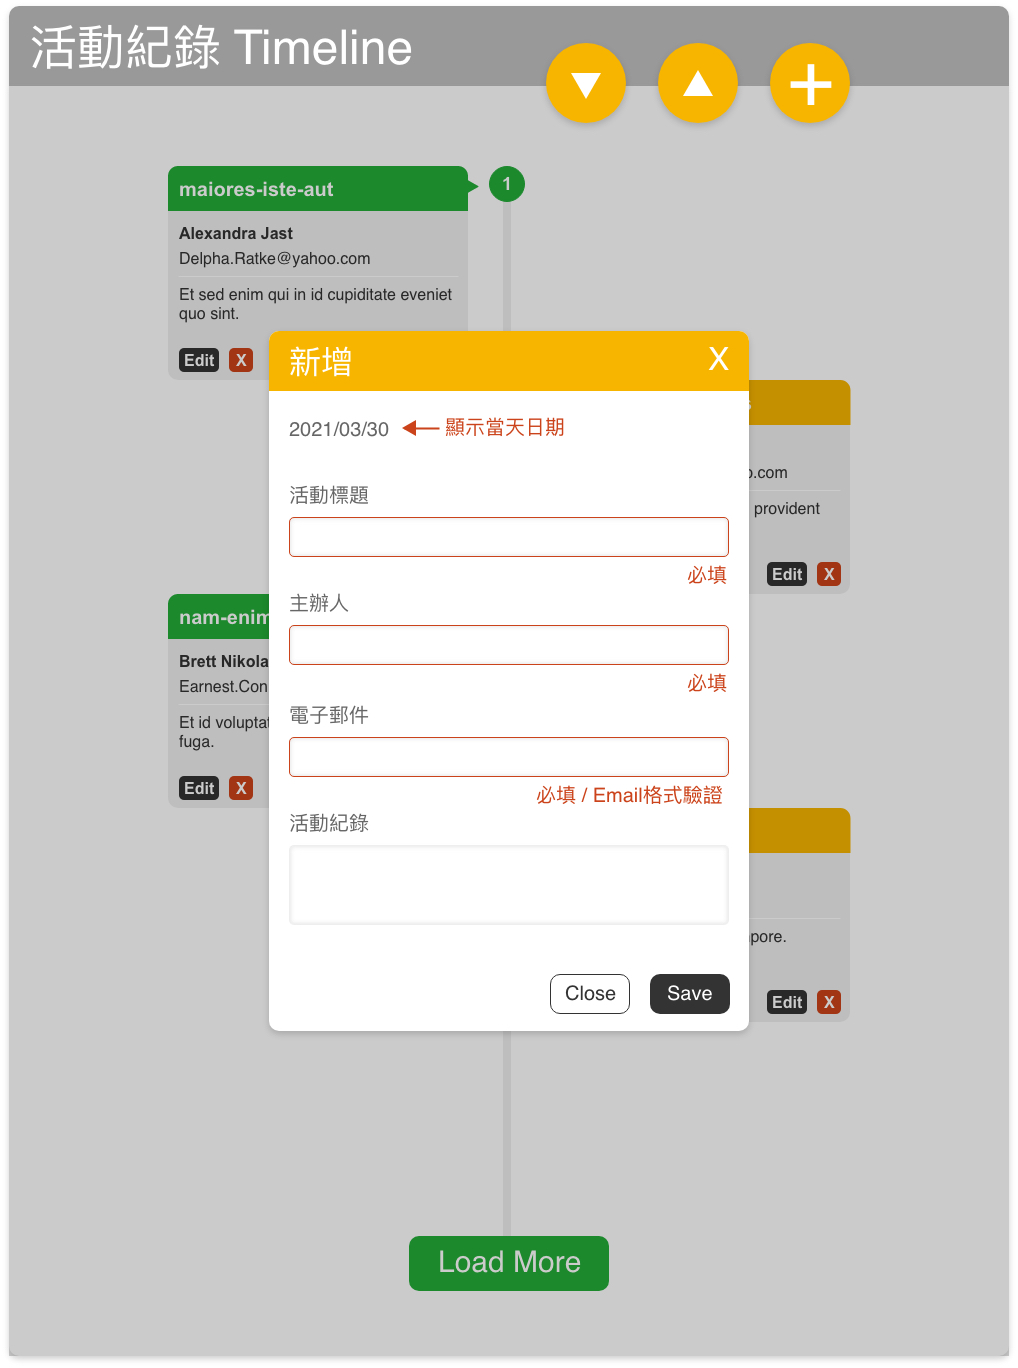 活動紀錄 Timeline
maiores-iste-aut
1
Alexandra Jast
Delpha.Ratke@yahoo.com
Et sed enim qui in id cupiditate eveniet
quo sint.
Edit X
新增 X
2021/03/30 顯示當天日期
.com
provident
活動標題
必填
Edit X
主辦人
nam-enim
Brett Nikola
Earnest.Con
必填
電子郵件
Et id voluptat
fuga.
Edit X
必填 / Email格式驗證
活動紀錄
pore.
Close Save
Edit X
Load More